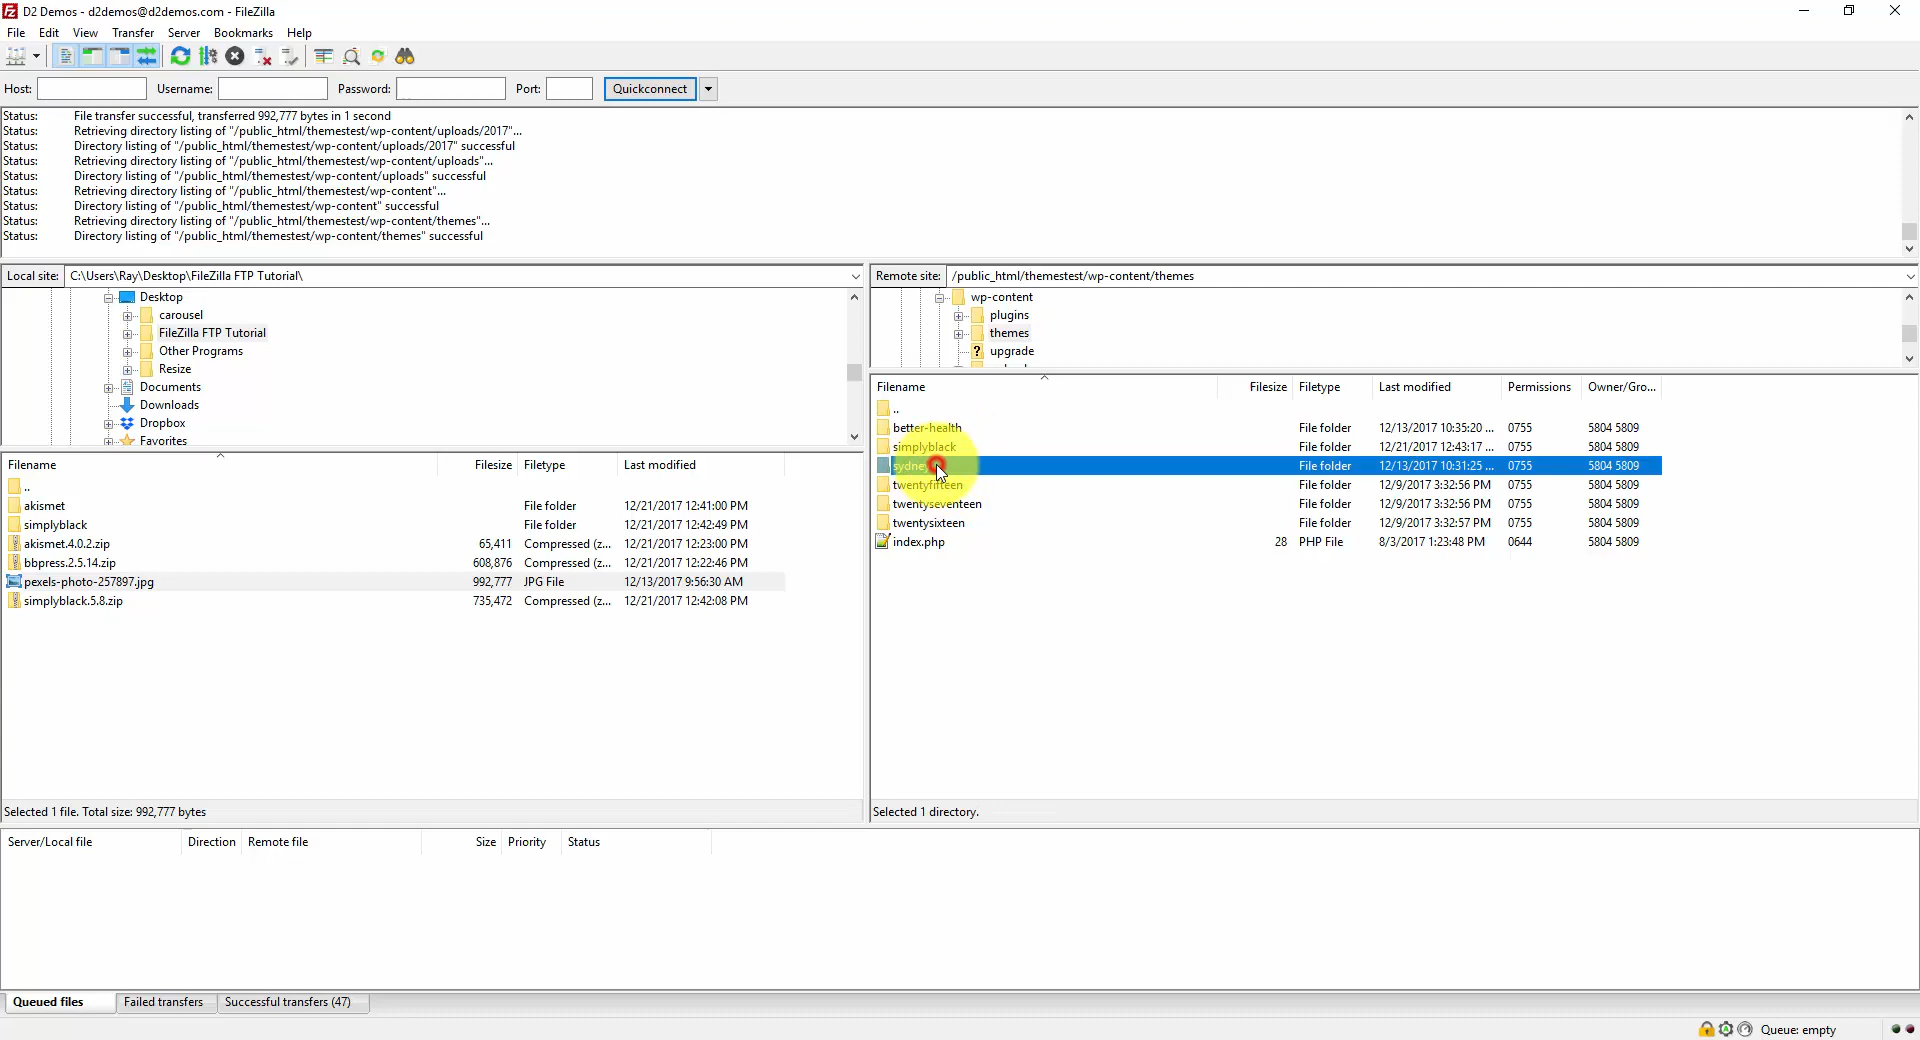 D2 Demos - d2demos@d2demos.com - FileZilla
File Edit View Transfer Server Bookmarks Help
Host: Username: Password: Port: Quickconnect
Status: File transfer successful, transferred 992,777 bytes in 1 second
Status: Retrieving directory listing of "/public_html/themestest/wp-content/uploads/2017"...
Status: Directory listing of "/public_html/themestest/wp-content/uploads/2017" successful
Status: Retrieving directory listing of "/public_html/themestest/wp-content/uploads"...
Status: Directory listing of "/public_html/themestest/wp-content/uploads" successful
Status: Retrieving directory listing of "/public_html/themestest/wp-content"...
Status: Directory listing of "/public_html/themestest/wp-content" successful
Status: Retrieving directory listing of "/public_html/themestest/wp-content/themes"...
Status: Directory listing of "/public_html/themestest/wp-content/themes" successful
Local site: C:\Users\Ray\Desktop\FileZilla FTP Tutorial\
Desktop
carousel
FileZilla FTP Tutorial
Other Programs
Resize
Documents
Downloads
Dropbox
Favorites
Filename Filesize Filetype Last modified
..
akismet File folder 12/21/2017 12:41:00 PM
simplyblack File folder 12/21/2017 12:42:49 PM
akismet.4.0.2.zip 65,411 Compressed (z... 12/21/2017 12:23:00 PM
bbpress.2.5.14.zip 608,876 Compressed (z... 12/21/2017 12:22:46 PM
pexels-photo-257897.jpg 992,777 JPG File 12/13/2017 9:56:30 AM
simplyblack.5.8.zip 735,472 Compressed (z... 12/21/2017 12:42:08 PM
Selected 1 file. Total size: 992,777 bytes
Remote site: /public_html/themestest/wp-content/themes
wp-content
plugins
themes
upgrade
Filename Filesize Filetype Last modified Permissions Owner/Gro...
..
better-health File folder 12/13/2017 10:35:20 ... 0755 5804 5809
simplyblack File folder 12/21/2017 12:43:17 ... 0755 5804 5809
sydney File folder 12/13/2017 10:31:25 ... 0755 5804 5809
twentyfifteen File folder 12/9/2017 3:32:56 PM 0755 5804 5809
twentyseventeen File folder 12/9/2017 3:32:56 PM 0755 5804 5809
twentysixteen File folder 12/9/2017 3:32:57 PM 0755 5804 5809
index.php 28 PHP File 8/3/2017 1:23:48 PM 0644 5804 5809
Selected 1 directory.
Server/Local file Direction Remote file Size Priority Status
Queued files Failed transfers Successful transfers (47)
Queue: empty